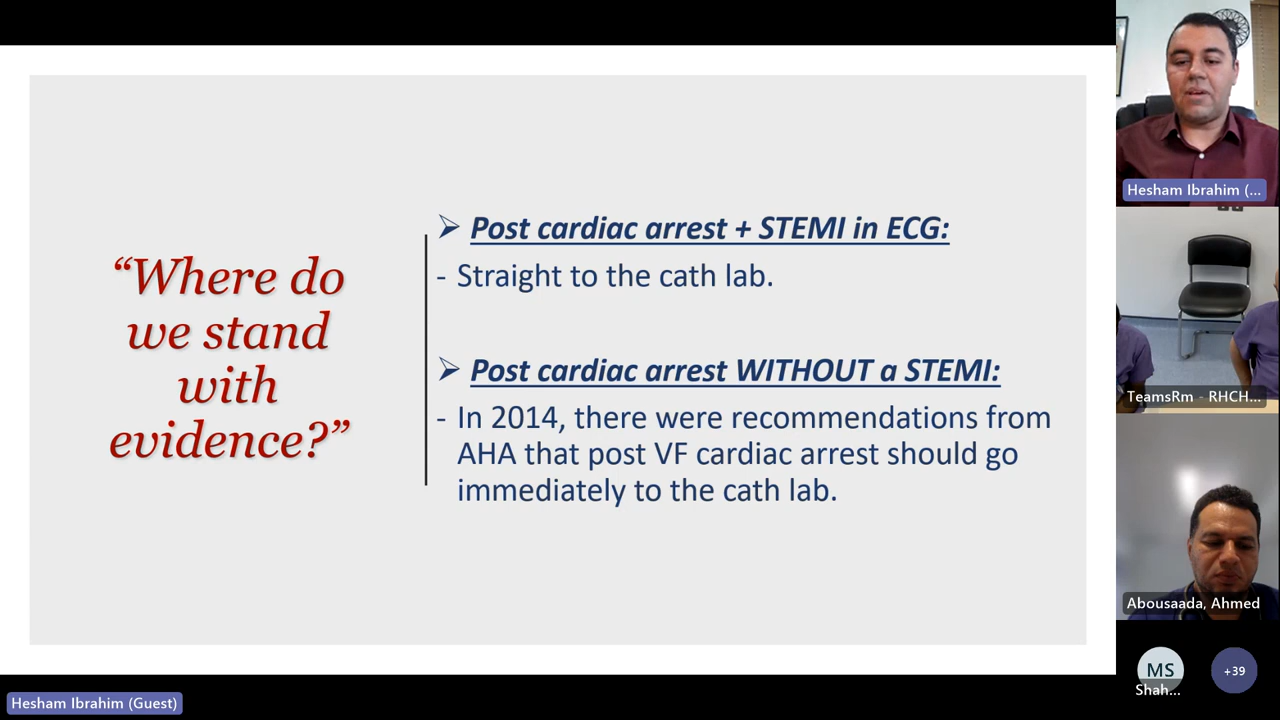 “Where do
we stand
with
evidence?”
➢ Post cardiac arrest + STEMI in ECG:
- Straight to the cath lab.
➢ Post cardiac arrest WITHOUT a STEMI:
- In 2014, there were recommendations from
AHA that post VF cardiac arrest should go
immediately to the cath lab.
Hesham Ibrahim (...
TeamsRm - RHCH...
Abousaada, Ahmed
MS
Shah...
+39
Hesham Ibrahim (Guest)